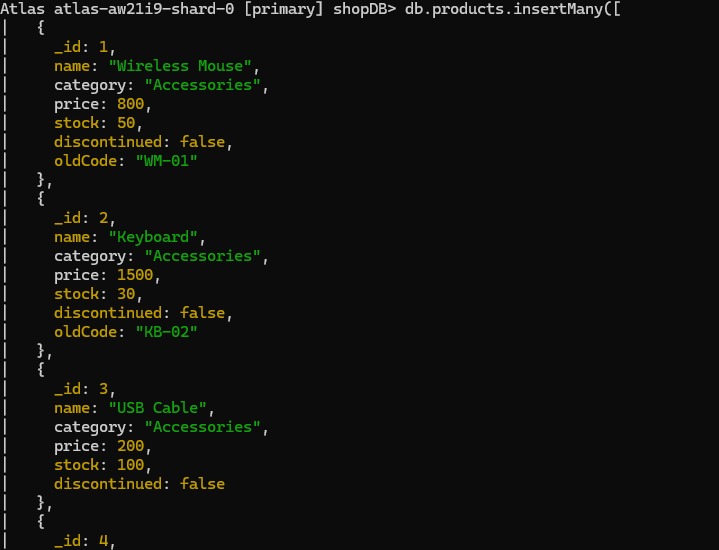 Atlas atlas-aw21i9-shard-0 [primary] shopDB> db.products.insertMany([
|   {
|     _id: 1,
|     name: "Wireless Mouse",
|     category: "Accessories",
|     price: 800,
|     stock: 50,
|     discontinued: false,
|     oldCode: "WM-01"
|   },
|   {
|     _id: 2,
|     name: "Keyboard",
|     category: "Accessories",
|     price: 1500,
|     stock: 30,
|     discontinued: false,
|     oldCode: "KB-02"
|   },
|   {
|     _id: 3,
|     name: "USB Cable",
|     category: "Accessories",
|     price: 200,
|     stock: 100,
|     discontinued: false
|   },
|   {
|     _id: 4,